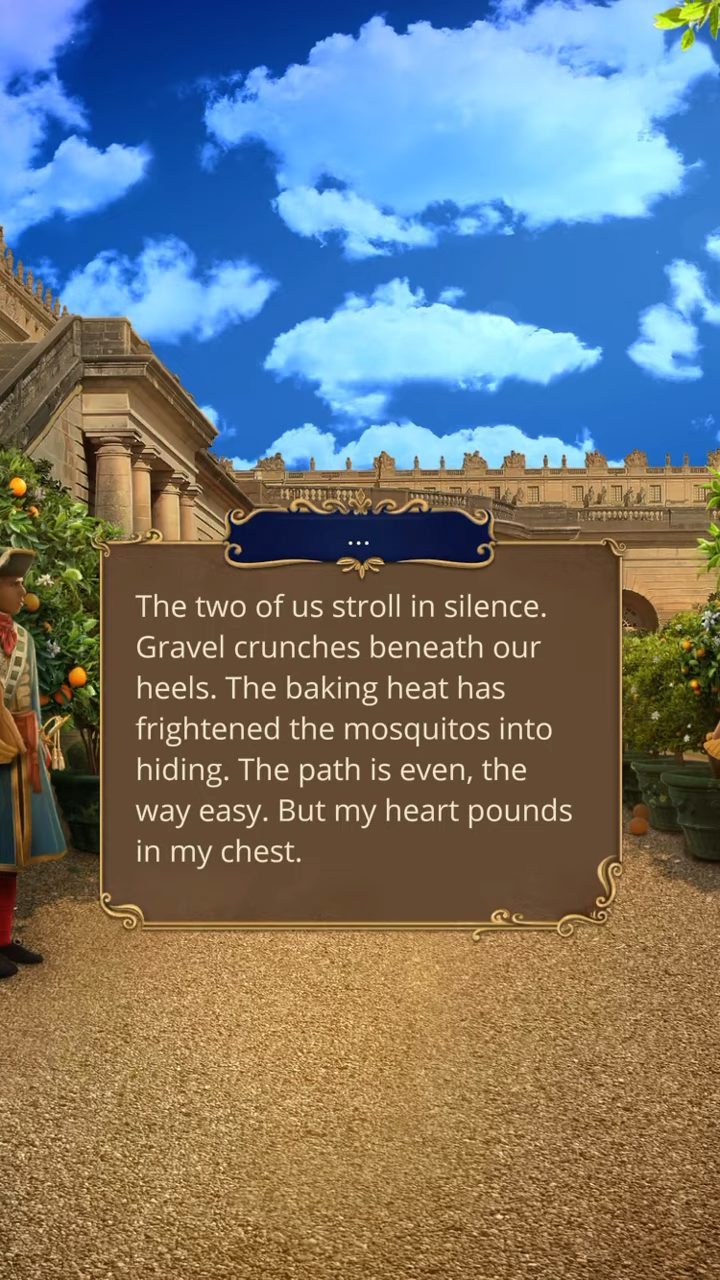 ...
The two of us stroll in silence.
Gravel crunches beneath our
heels. The baking heat has
frightened the mosquitos into
hiding. The path is even, the
way easy. But my heart pounds
in my chest.